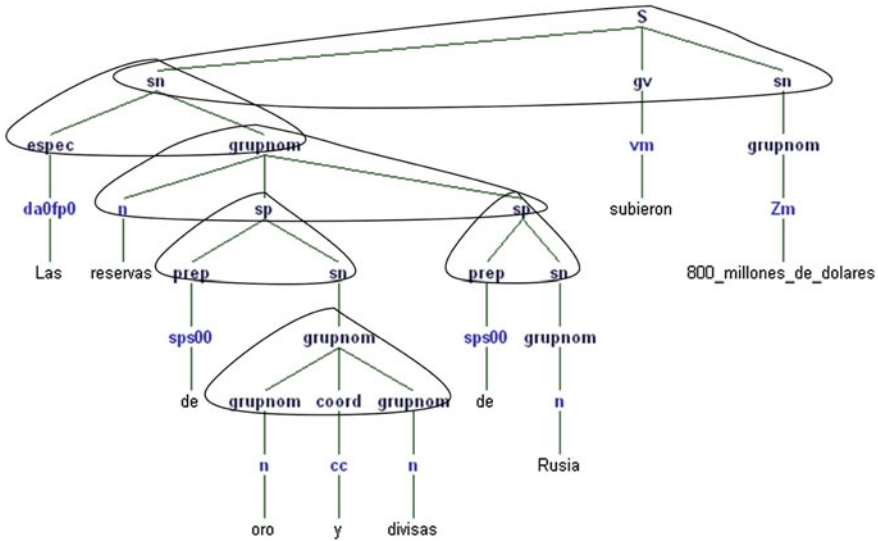 S
sn gv sn
espec grupnom vm grupnom
da0fp0 n sp sp subieron Zm
Las reservas prep sn prep sn 800_millones_de_dolares
sps00 grupnom sps00 grupnom
de grupnom coord grupnom de n
n cc n Rusia
oro y divisas